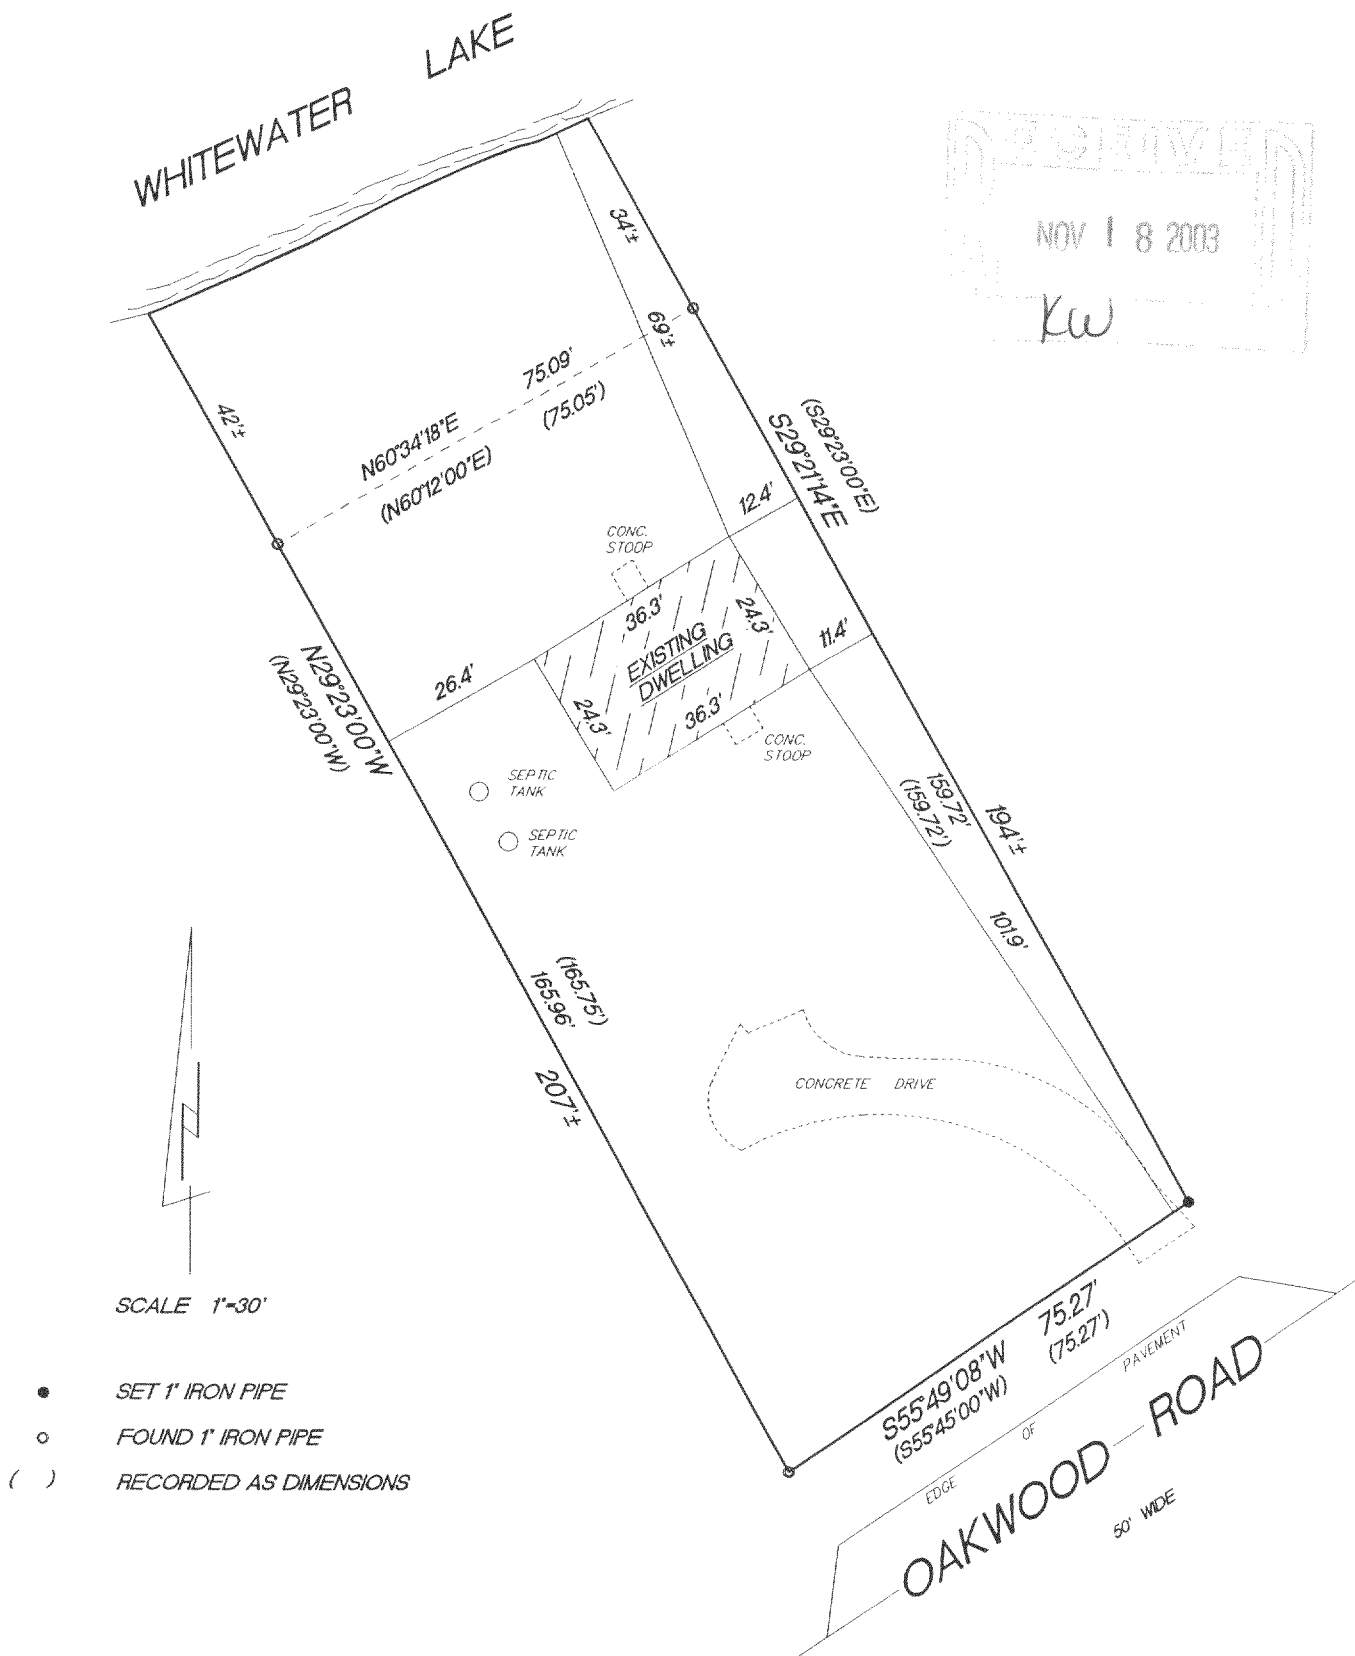 WHITEWATER LAKE
NOV 18 2003
KW
34'±
69'±
42'±
75.09'
(75.05')
N60°34'18"E
(N60°12'00"E)
(S29°23'00"E)
S29°21'14"E
12.4'
CONC.
STOOP
36.3'
24.3'
11.4'
EXISTING
DWELLING
26.4'
24.3'
36.3'
N29°23'00"W
(N29°23'00"W)
CONC.
STOOP
SEPTIC
TANK
SEPTIC
TANK
159.72'
(159.72')
194'±
101.9'
(165.75')
165.96'
207'±
CONCRETE DRIVE
SCALE 1"=30'
75.27'
(75.27')
S55°49'08"W
(S55°45'00"W)
EDGE OF PAVEMENT
OAKWOOD ROAD
50' WIDE
SET 1" IRON PIPE
FOUND 1" IRON PIPE
( ) RECORDED AS DIMENSIONS